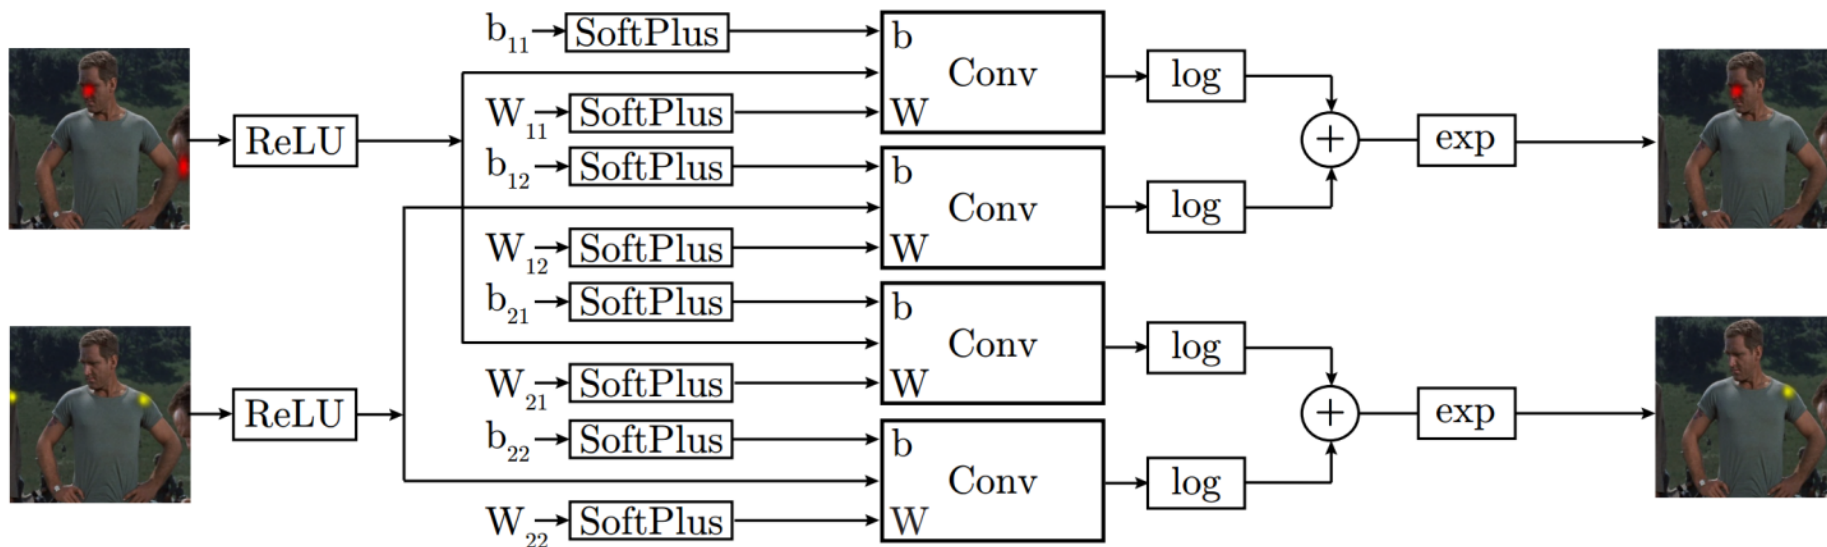 b₁₁ SoftPlus b
ReLU Conv log
W₁₁ SoftPlus W
+ exp
b₁₂ SoftPlus b
Conv log
W₁₂ SoftPlus W
b₂₁ SoftPlus b
Conv log
W₂₁ SoftPlus W
ReLU + exp
b₂₂ SoftPlus b
Conv log
W₂₂ SoftPlus W